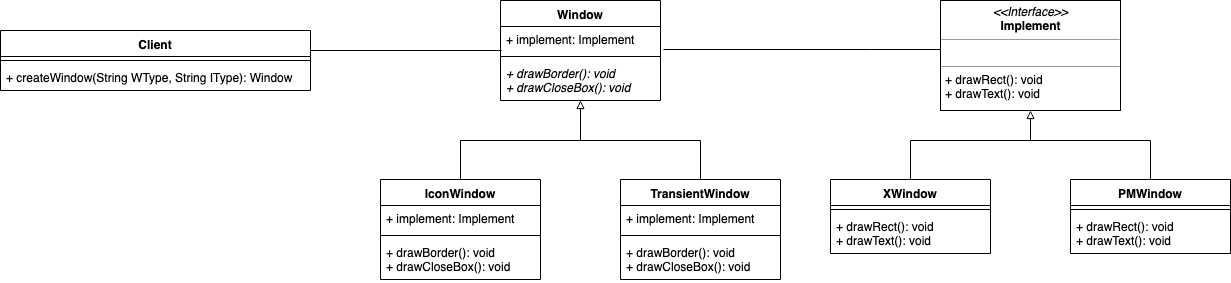 Client
+ createWindow(String WType, String IType): Window
Window
+ implement: Implement
+ drawBorder(): void
+ drawCloseBox(): void
<<Interface>>
Implement
+ drawRect(): void
+ drawText(): void
IconWindow
+ implement: Implement
+ drawBorder(): void
+ drawCloseBox(): void
TransientWindow
+ implement: Implement
+ drawBorder(): void
+ drawCloseBox(): void
XWindow
+ drawRect(): void
+ drawText(): void
PMWindow
+ drawRect(): void
+ drawText(): void